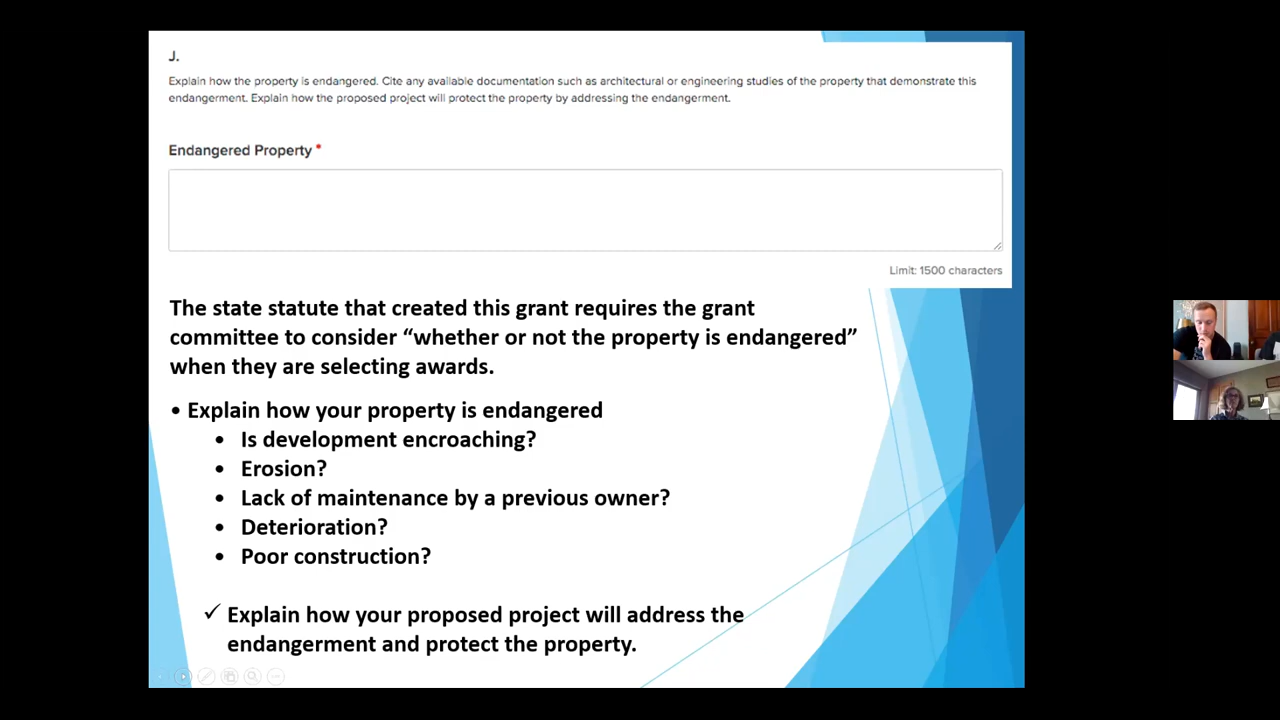 J.
Explain how the property is endangered. Cite any available documentation such as architectural or engineering studies of the property that demonstrate this
endangerment. Explain how the proposed project will protect the property by addressing the endangerment.
Endangered Property *
Limit: 1500 characters
The state statute that created this grant requires the grant
committee to consider “whether or not the property is endangered”
when they are selecting awards.
• Explain how your property is endangered
• Is development encroaching?
• Erosion?
• Lack of maintenance by a previous owner?
• Deterioration?
• Poor construction?
✓ Explain how your proposed project will address the
endangerment and protect the property.